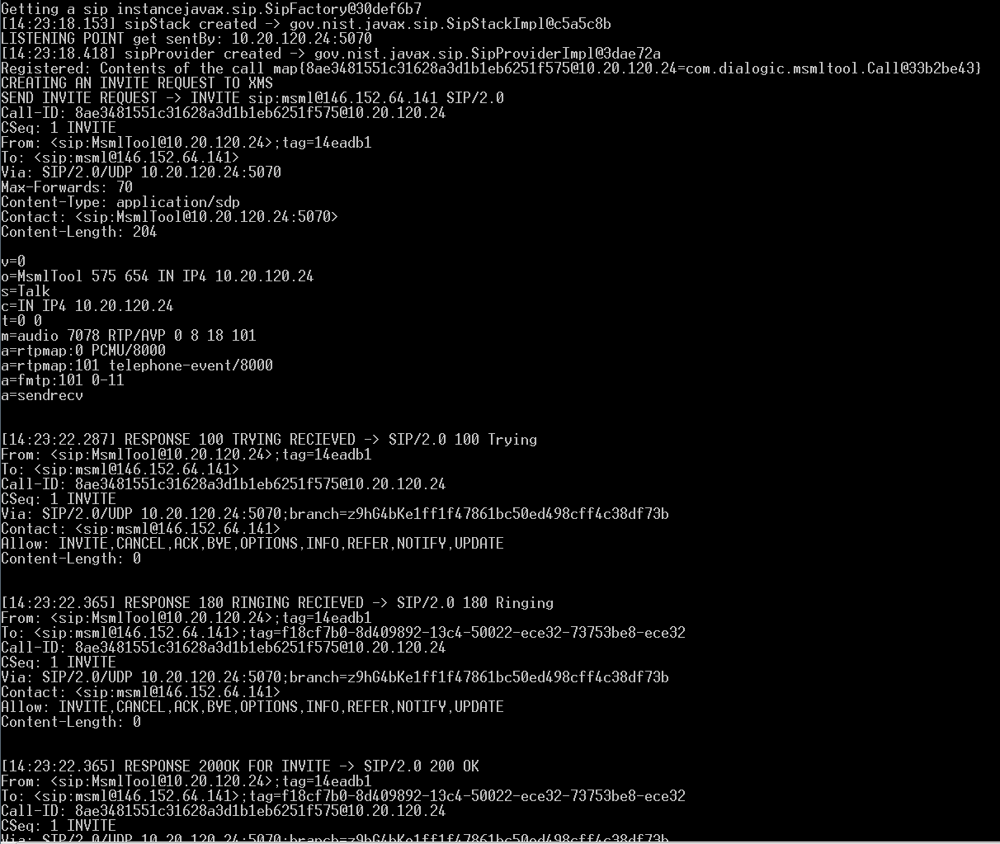 Getting a sip instancejavax.sip.SipFactory@30def6b7
[14:23:18.153] sipStack created -> gov.nist.javax.sip.SipStackImpl@c5a5c8b
LISTENING POINT get sentBy: 10.20.120.24:5070
[14:23:18.418] sipProvider created -> gov.nist.javax.sip.SipProviderImpl@3dae72a
Registered: Contents of the call map{8ae3481551c31628a3d1b1eb6251f575@10.20.120.24=com.dialogic.msmltool.Call@33b2be43}
CREATING AN INVITE REQUEST TO XMS
SEND INVITE REQUEST -> INVITE sip:msml@146.152.64.141 SIP/2.0
Call-ID: 8ae3481551c31628a3d1b1eb6251f575@10.20.120.24
CSeq: 1 INVITE
From: <sip:MsmlTool@10.20.120.24>;tag=14eadb1
To: <sip:msml@146.152.64.141>
Via: SIP/2.0/UDP 10.20.120.24:5070
Max-Forwards: 70
Content-Type: application/sdp
Contact: <sip:MsmlTool@10.20.120.24:5070>
Content-Length: 204
v=0
o=MsmlTool 575 654 IN IP4 10.20.120.24
s=Talk
c=IN IP4 10.20.120.24
t=0 0
m=audio 7078 RTP/AVP 0 8 18 101
a=rtpmap:0 PCMU/8000
a=rtpmap:101 telephone-event/8000
a=fmtp:101 0-11
a=sendrecv
[14:23:22.287] RESPONSE 100 TRYING RECIEVED -> SIP/2.0 100 Trying
From: <sip:MsmlTool@10.20.120.24>;tag=14eadb1
To: <sip:msml@146.152.64.141>
Call-ID: 8ae3481551c31628a3d1b1eb6251f575@10.20.120.24
CSeq: 1 INVITE
Via: SIP/2.0/UDP 10.20.120.24:5070;branch=z9hG4bKe1ff1f47861bc50ed498cff4c38df73b
Contact: <sip:msml@146.152.64.141>
Allow: INVITE,CANCEL,ACK,BYE,OPTIONS,INFO,REFER,NOTIFY,UPDATE
Content-Length: 0
[14:23:22.365] RESPONSE 180 RINGING RECIEVED -> SIP/2.0 180 Ringing
From: <sip:MsmlTool@10.20.120.24>;tag=14eadb1
To: <sip:msml@146.152.64.141>;tag=f18cf7b0-8d409892-13c4-50022-ece32-73753be8-ece32
Call-ID: 8ae3481551c31628a3d1b1eb6251f575@10.20.120.24
CSeq: 1 INVITE
Via: SIP/2.0/UDP 10.20.120.24:5070;branch=z9hG4bKe1ff1f47861bc50ed498cff4c38df73b
Contact: <sip:msml@146.152.64.141>
Allow: INVITE,CANCEL,ACK,BYE,OPTIONS,INFO,REFER,NOTIFY,UPDATE
Content-Length: 0
[14:23:22.365] RESPONSE 200OK FOR INVITE -> SIP/2.0 200 OK
From: <sip:MsmlTool@10.20.120.24>;tag=14eadb1
To: <sip:msml@146.152.64.141>;tag=f18cf7b0-8d409892-13c4-50022-ece32-73753be8-ece32
Call-ID: 8ae3481551c31628a3d1b1eb6251f575@10.20.120.24
CSeq: 1 INVITE
Via: SIP/2.0/UDP 10.20.120.24:5070;branch=z9hG4bKe1ff1f47861bc50ed498cff4c38df73b